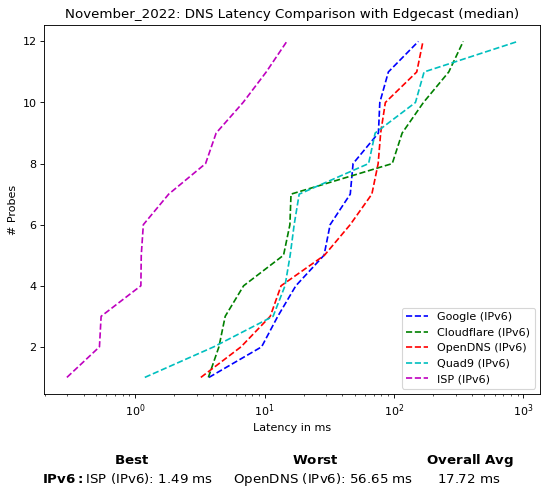 November_2022: DNS Latency Comparison with Edgecast (median)
12
10
8
6
4
2
# Probes
Google (IPv6)
Cloudflare (IPv6)
OpenDNS (IPv6)
Quad9 (IPv6)
ISP (IPv6)
10⁰ 10¹ 10² 10³
Latency in ms
Best Worst Overall Avg
IPv6: ISP (IPv6): 1.49 ms OpenDNS (IPv6): 56.65 ms 17.72 ms